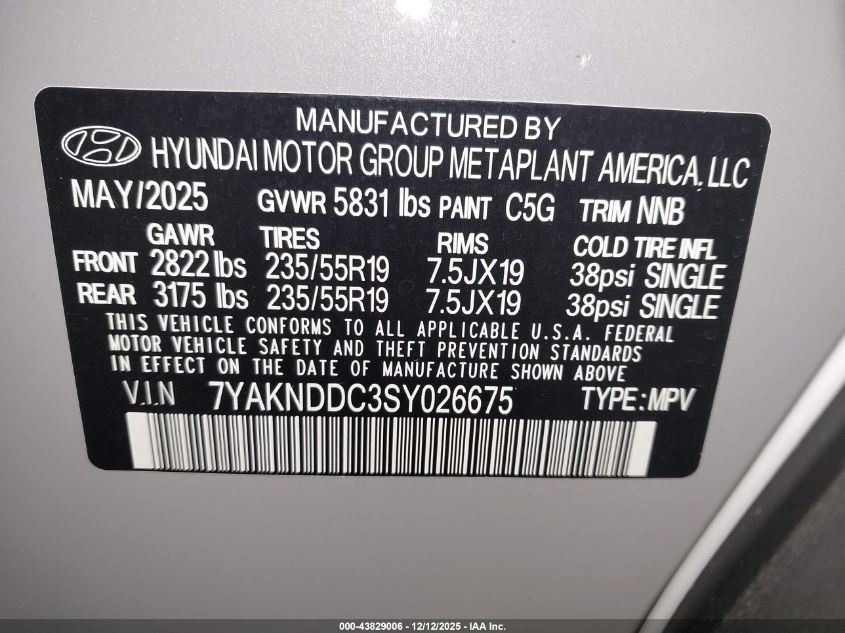 MANUFACTURED BY
HYUNDAI MOTOR GROUP METAPLANT AMERICA, LLC
MAY/2025 GVWR 5831 lbs PAINT C5G TRIM NNB
GAWR TIRES RIMS COLD TIRE INFL
FRONT 2822 lbs 235/55R19 7.5JX19 38psi SINGLE
REAR 3175 lbs 235/55R19 7.5JX19 38psi SINGLE
THIS VEHICLE CONFORMS TO ALL APPLICABLE U.S.A. FEDERAL
MOTOR VEHICLE SAFETY AND THEFT PREVENTION STANDARDS
IN EFFECT ON THE DATE OF MANUFACTURE SHOWN ABOVE
V.I.N 7YAKNDDC3SY026675 TYPE:MPV
000-43829006 - 12/12/2025 - IAA Inc.